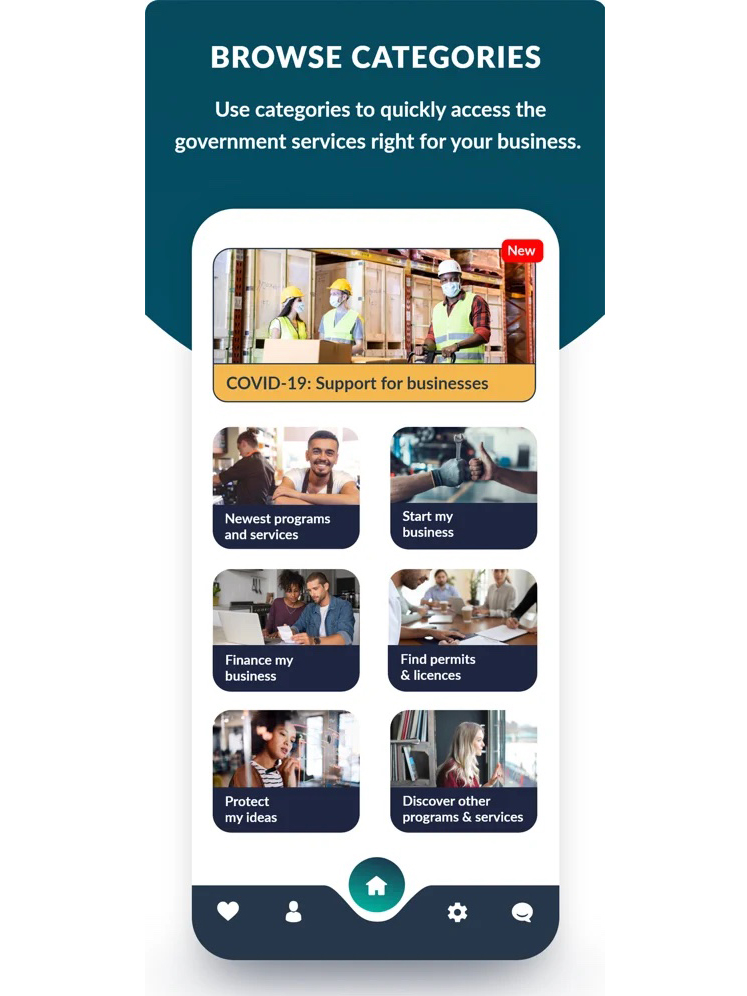 BROWSE CATEGORIES
Use categories to quickly access the
government services right for your business.
New
COVID-19: Support for businesses
Newest programs
and services
Start my
business
Finance my
business
Find permits
& licences
Protect
my ideas
Discover other
programs & services